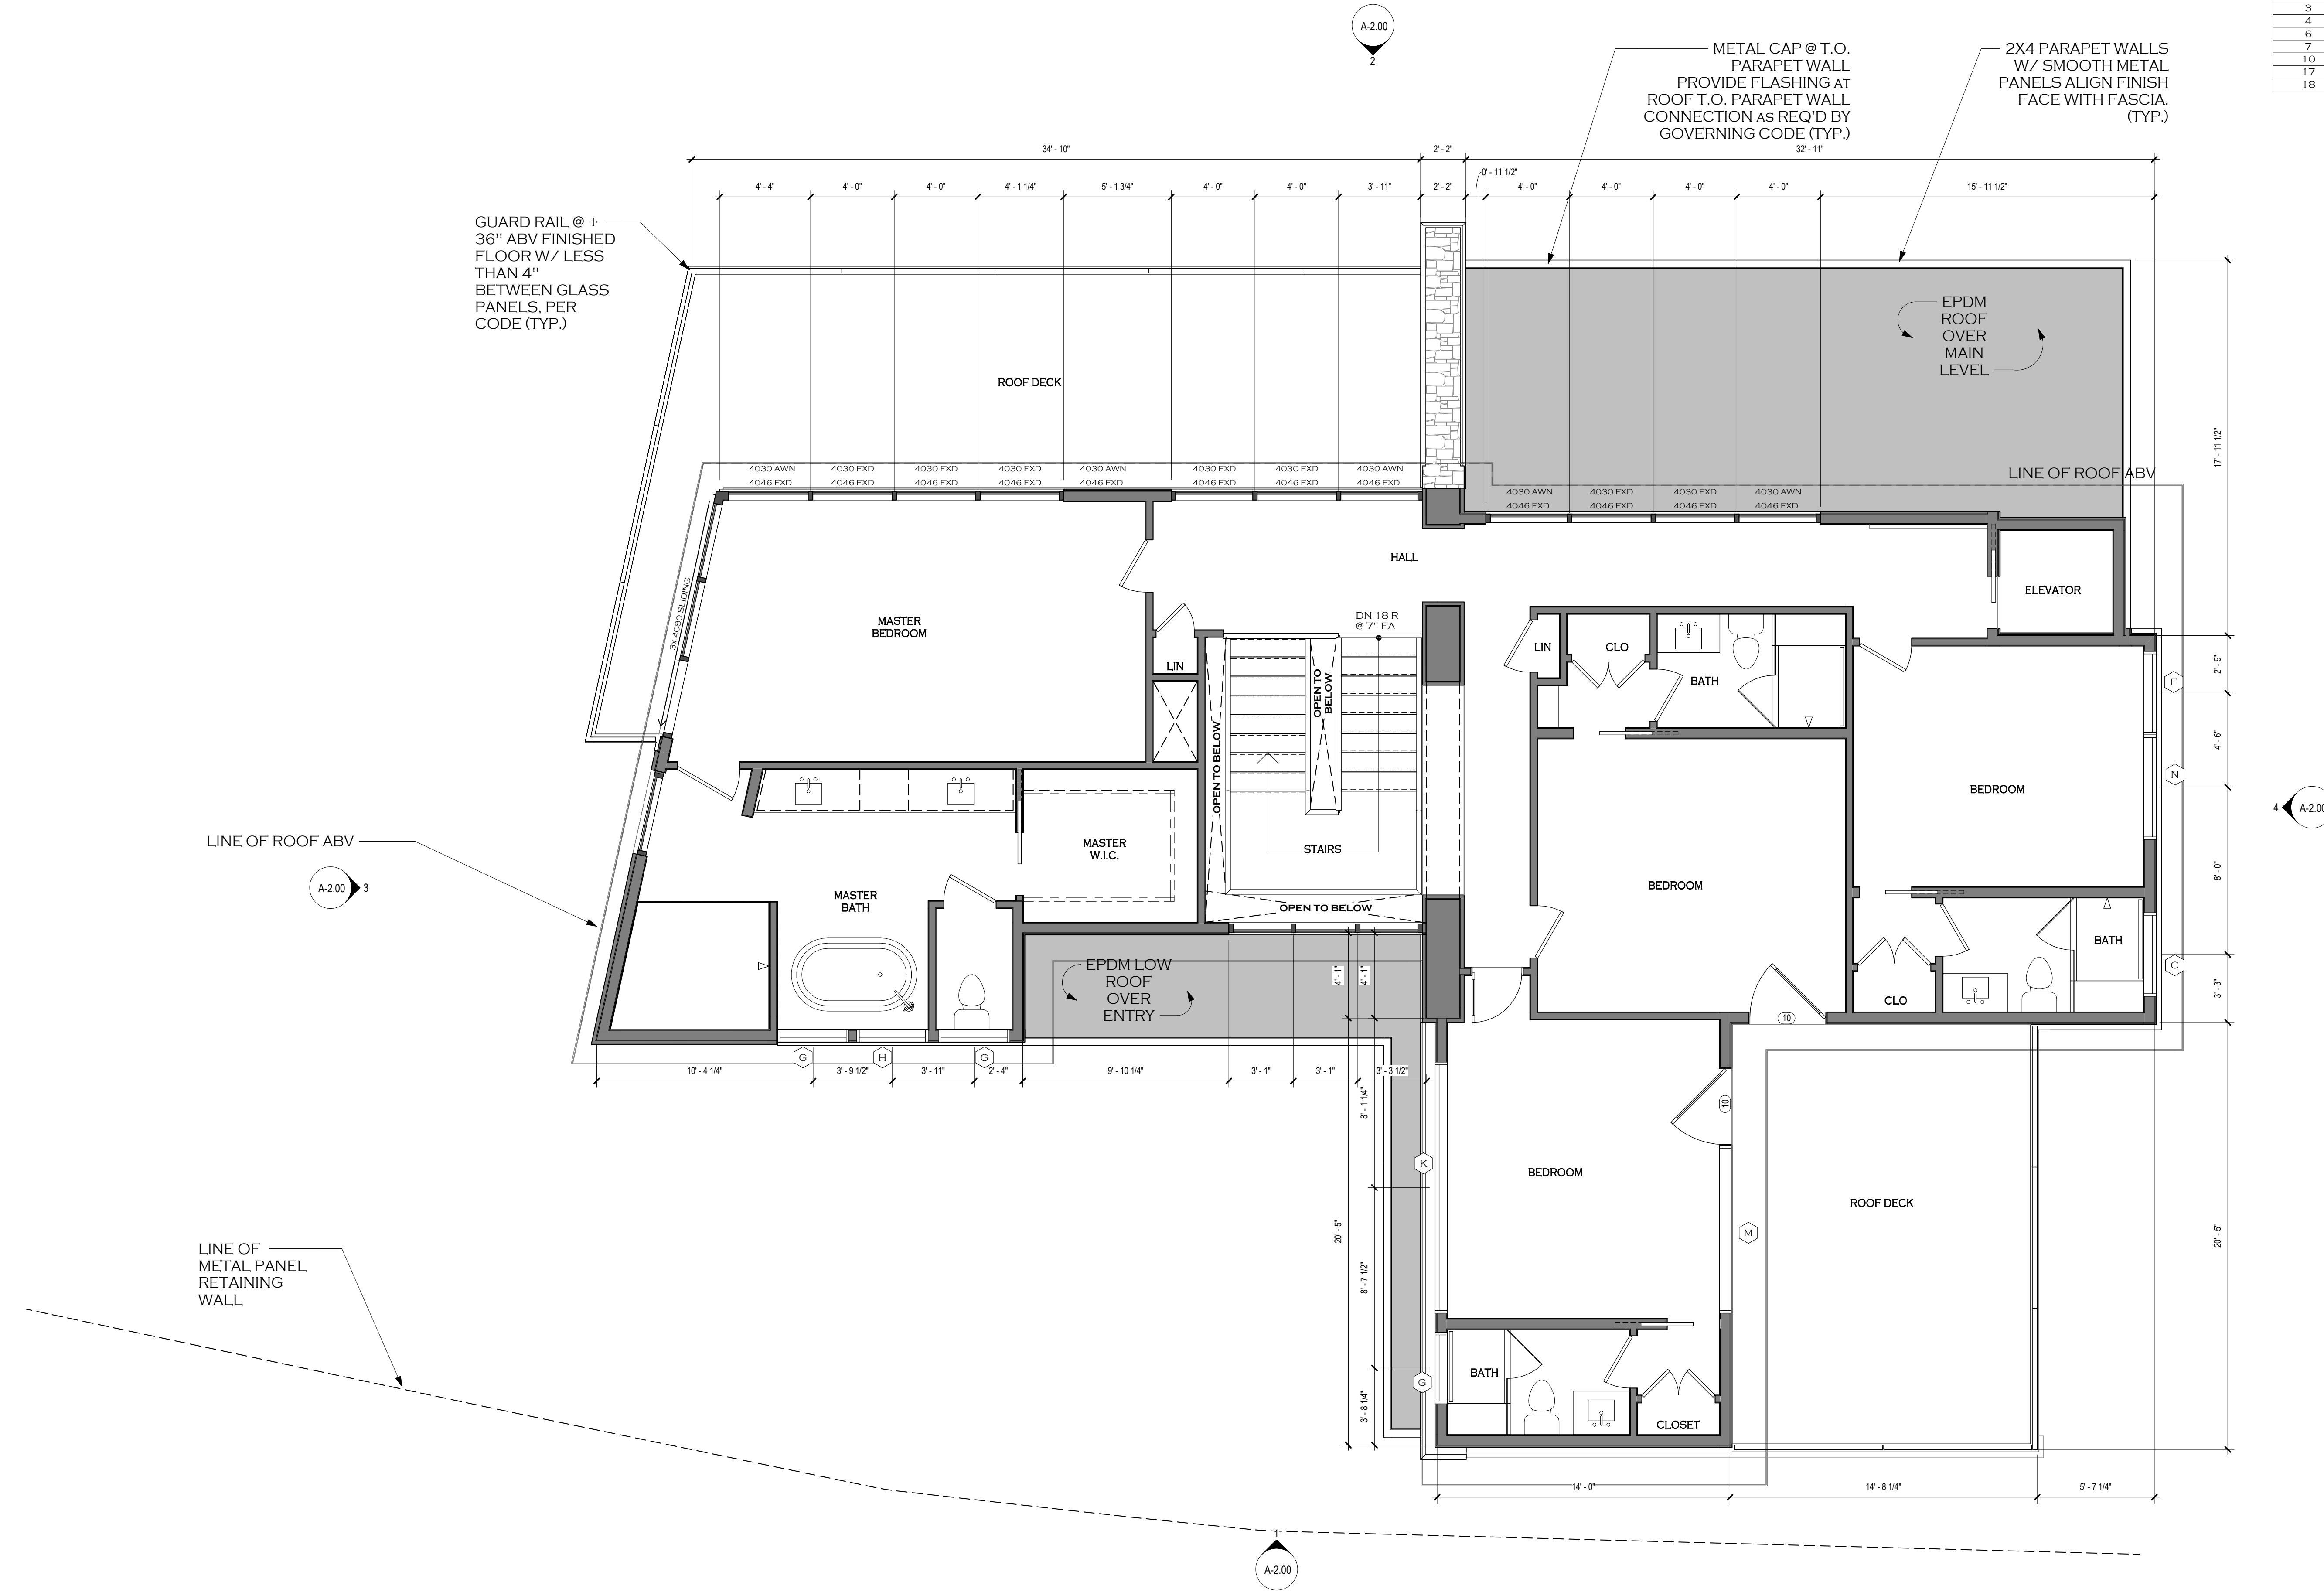 A-2.00
2
3
4
6
7
10
17
18
METAL CAP @ T.O.
PARAPET WALL
PROVIDE FLASHING AT
ROOF T.O. PARAPET WALL
CONNECTION AS REQ'D BY
GOVERNING CODE (TYP.)
2X4 PARAPET WALLS
W/ SMOOTH METAL
PANELS ALIGN FINISH
FACE WITH FASCIA.
(TYP.)
34' - 10"
2' - 2"
32' - 11"
4' - 4"
4' - 0"
4' - 0"
4' - 1 1/4"
5' - 1 3/4"
4' - 0"
4' - 0"
3' - 11"
2' - 2"
0' - 11 1/2"
4' - 0"
4' - 0"
4' - 0"
4' - 0"
15' - 11 1/2"
GUARD RAIL @ +
36" ABV FINISHED
FLOOR W/ LESS
THAN 4"
BETWEEN GLASS
PANELS, PER
CODE (TYP.)
EPDM
ROOF
OVER
MAIN
LEVEL
ROOF DECK
17' - 11 1/2"
LINE OF ROOF ABV
4030 AWN
4046 FXD
4030 FXD
4046 FXD
4030 FXD
4046 FXD
4030 FXD
4046 FXD
4030 AWN
4046 FXD
4030 FXD
4046 FXD
4030 FXD
4046 FXD
4030 AWN
4046 FXD
4030 AWN
4046 FXD
4030 FXD
4046 FXD
4030 FXD
4046 FXD
4030 AWN
4046 FXD
HALL
ELEVATOR
3x 4080 SLIDING
MASTER
BEDROOM
DN 18 R
@ 7" EA
LIN
LIN
CLO
BATH
OPEN TO
BELOW
OPEN TO BELOW
2' - 9"
F
4' - 6"
N
BEDROOM
4
A-2.00
LINE OF ROOF ABV
A-2.00
3
MASTER
W.I.C.
STAIRS
MASTER
BATH
OPEN TO BELOW
BEDROOM
8' - 0"
BATH
C
CLO
3' - 3"
EPDM LOW
ROOF
OVER
ENTRY
4' - 1"
4' - 1"
10
G
H
G
10' - 4 1/4"
3' - 9 1/2"
3' - 11"
2' - 4"
9' - 10 1/4"
3' - 1"
3' - 1"
3' - 3 1/2"
8' - 1 1/4"
10
K
BEDROOM
ROOF DECK
M
20' - 5"
20' - 5"
8' - 7 1/2"
LINE OF
METAL PANEL
RETAINING
WALL
BATH
G
3' - 8 1/4"
CLOSET
14' - 0"
14' - 8 1/4"
5' - 7 1/4"
1
A-2.00